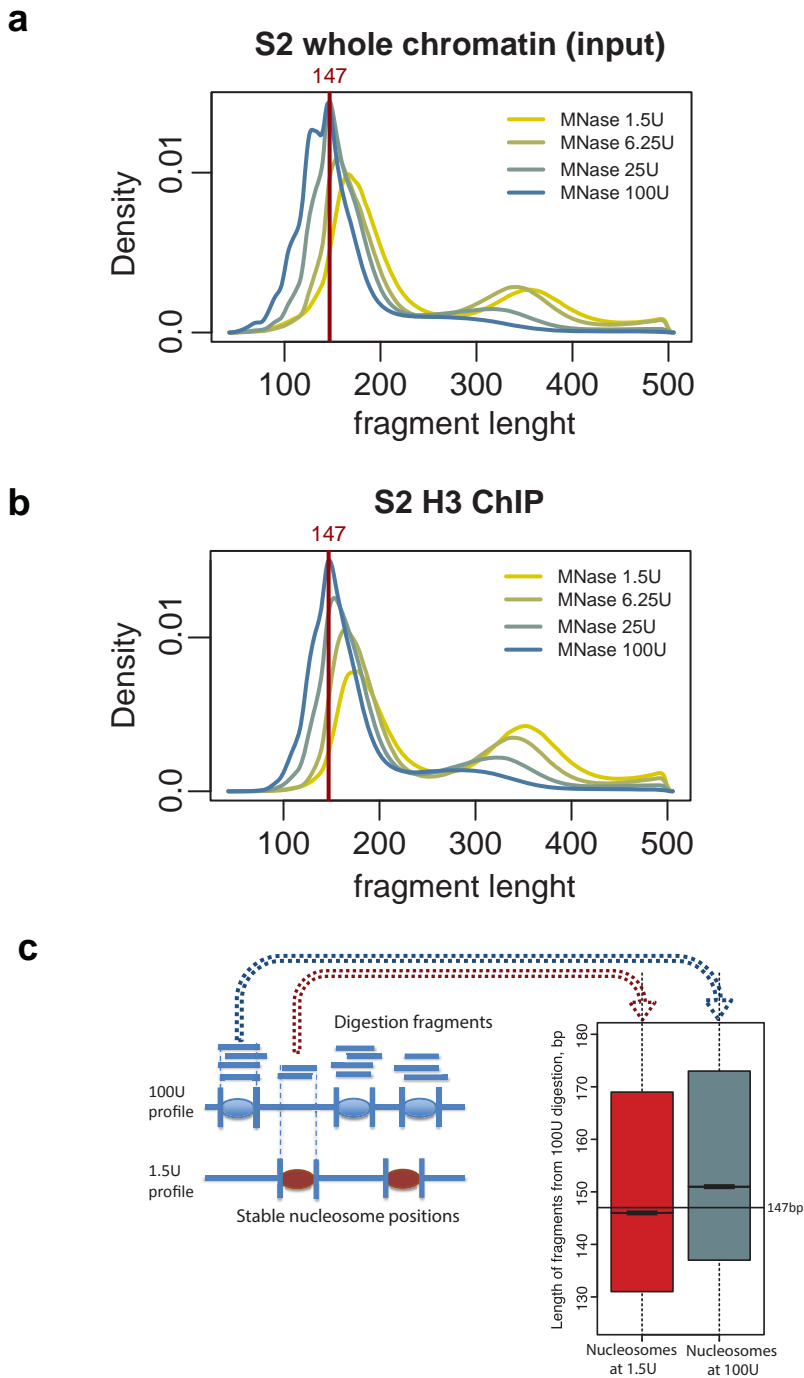 a
S2 whole chromatin (input)
147
MNase 1.5U
MNase 6.25U
MNase 25U
MNase 100U
Density
0.01
0.0
100 200 300 400 500
fragment lenght
b
S2 H3 ChIP
147
MNase 1.5U
MNase 6.25U
MNase 25U
MNase 100U
Density
0.01
0.0
100 200 300 400 500
fragment lenght
c
Digestion fragments
100U
profile
1.5U
profile
Stable nucleosome positions
Length of fragments from 100U digestion, bp
180
170
160
150
140
130
147bp
Nucleosomes
at 1.5U
Nucleosomes
at 100U